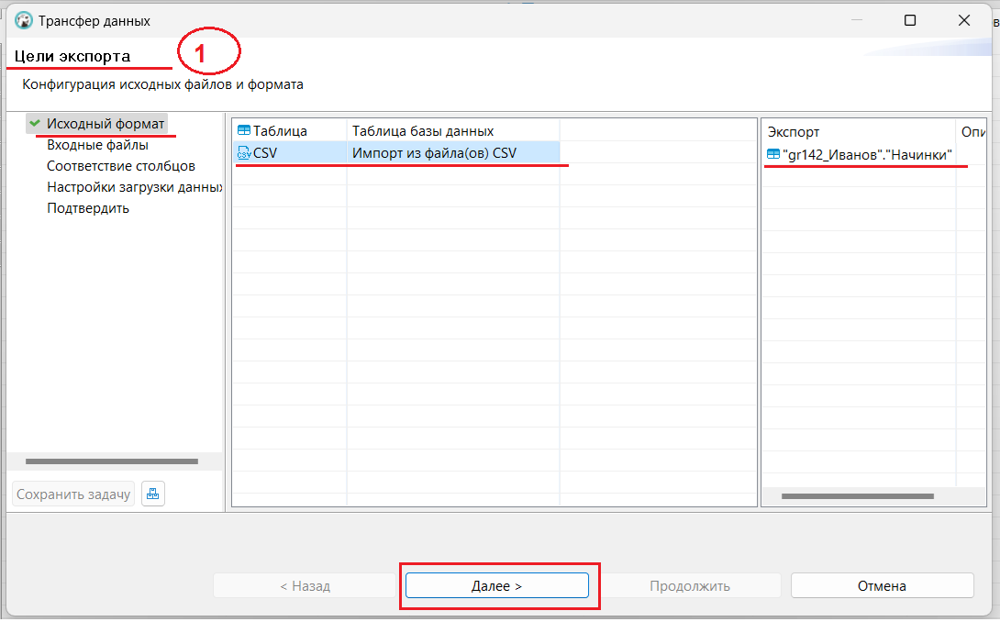 Трансфер данных
Цели экспорта
1
Конфигурация исходных файлов и формата
Исходный формат
Входные файлы
Соответствие столбцов
Настройки загрузки данных
Подтвердить
Таблица Таблица базы данных
CSV Импорт из файла(ов) CSV
Экспорт Опи
"gr142_Иванов"."Начинки"
Сохранить задачу
< Назад
Далее >
Продолжить
Отмена